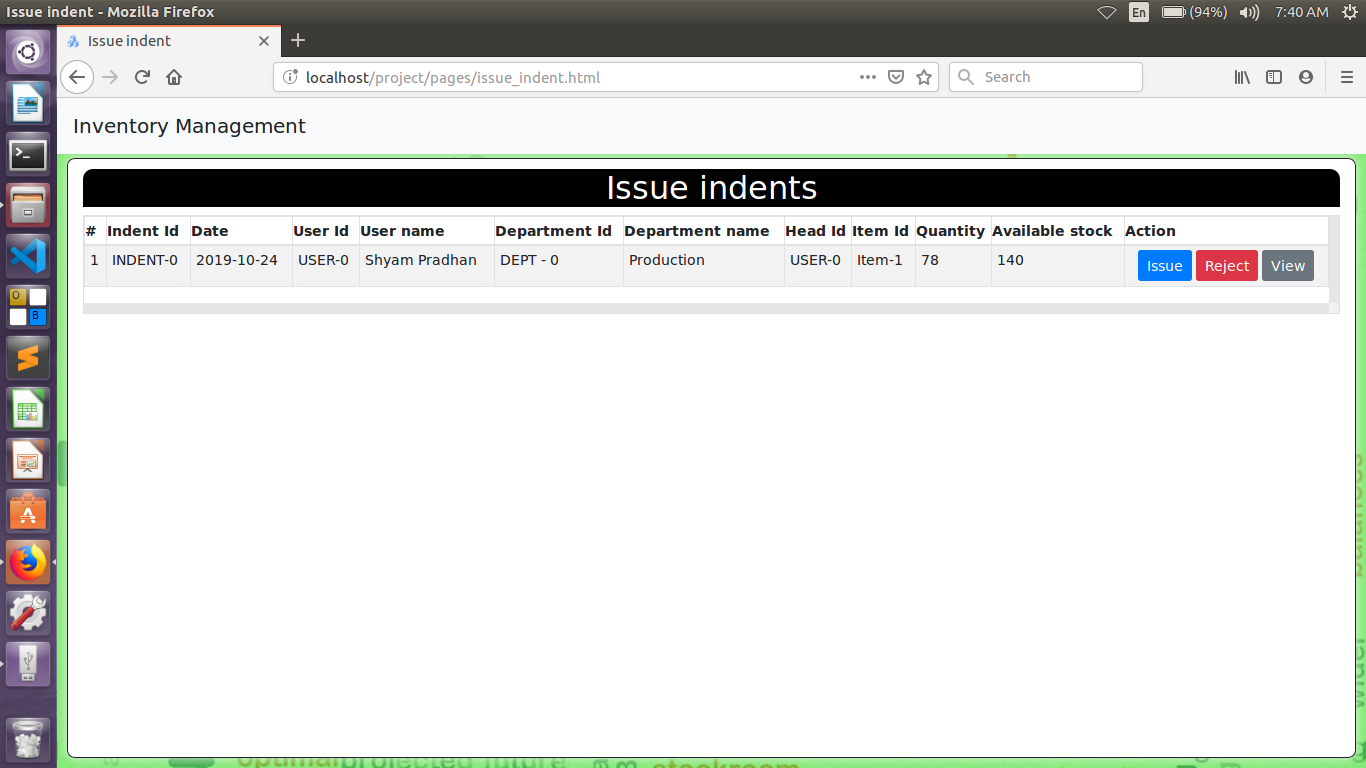 Issue indent - Mozilla Firefox En (94%) 7:40 AM
Issue indent
localhost/project/pages/issue_indent.html Search
Inventory Management
Issue indents
# Indent Id Date User Id User name Department Id Department name Head Id Item Id Quantity Available stock Action
1 INDENT-0 2019-10-24 USER-0 Shyam Pradhan DEPT - 0 Production USER-0 Item-1 78 140 Issue Reject View
O
B
A
balances
optimal projected future stockroom